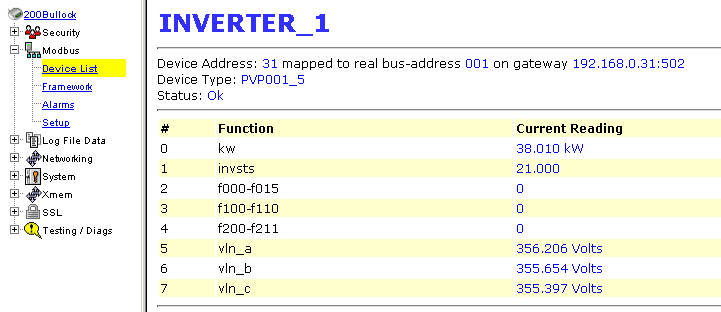 200Bullock
Security
Modbus
Device List
Framework
Alarms
Setup
Log File Data
Networking
System
Xmem
SSL
Testing / Diags
INVERTER_1
Device Address: 31 mapped to real bus-address 001 on gateway 192.168.0.31:502
Device Type: PVP001_5
Status: Ok
# Function Current Reading
0 kw 38.010 kW
1 invsts 21.000
2 f000-f015 0
3 f100-f110 0
4 f200-f211 0
5 vln_a 356.206 Volts
6 vln_b 355.654 Volts
7 vln_c 355.397 Volts